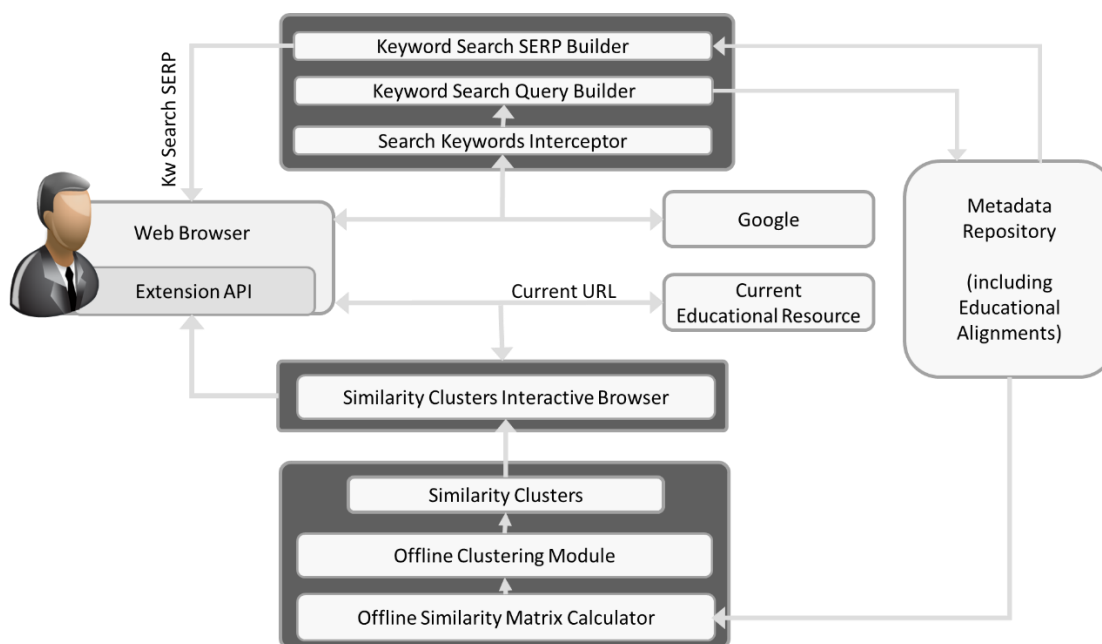 Keyword Search SERP Builder
Keyword Search Query Builder
Search Keywords Interceptor
Kw Search SERP
Web Browser
Extension API
Google
Current URL
Current
Educational Resource
Metadata
Repository
(including
Educational
Alignments)
Similarity Clusters Interactive Browser
Similarity Clusters
Offline Clustering Module
Offline Similarity Matrix Calculator